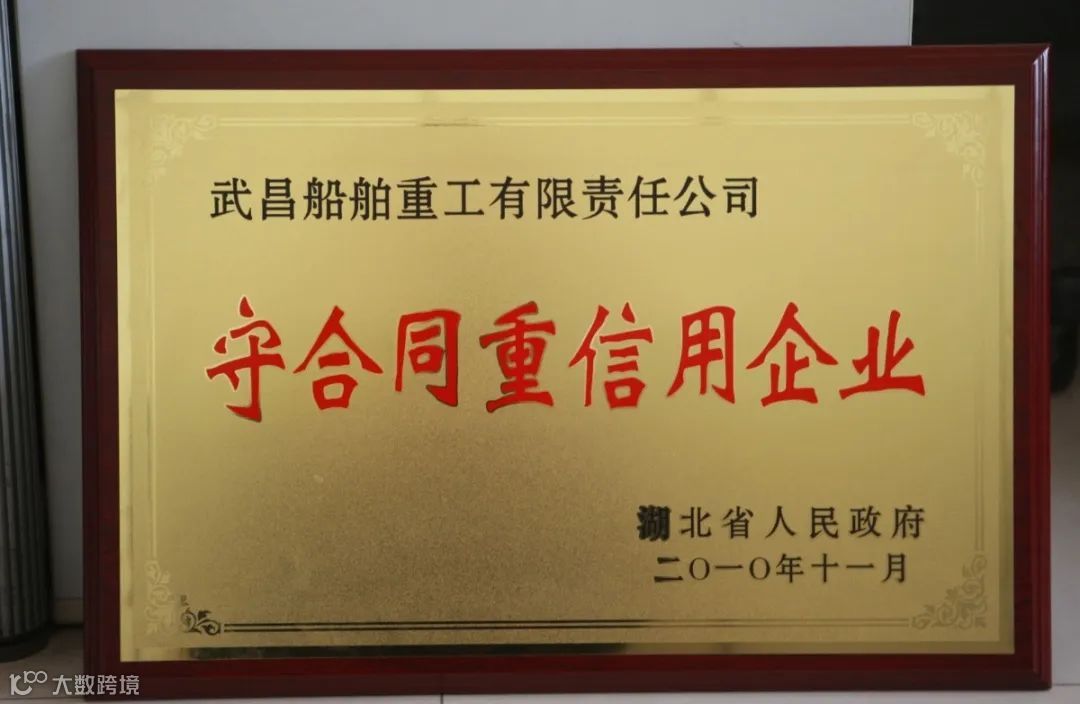 武昌船舶重工有限责任公司
守合同重信用企业
湖北省人民政府
二〇一〇年十一月
大数跨境